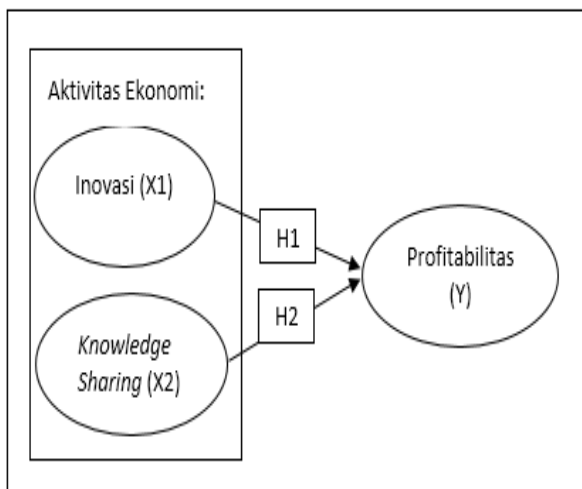 Aktivitas Ekonomi:
Inovasi (X1)
H1
Profitabilitas
(Y)
H2
Knowledge
Sharing (X2)